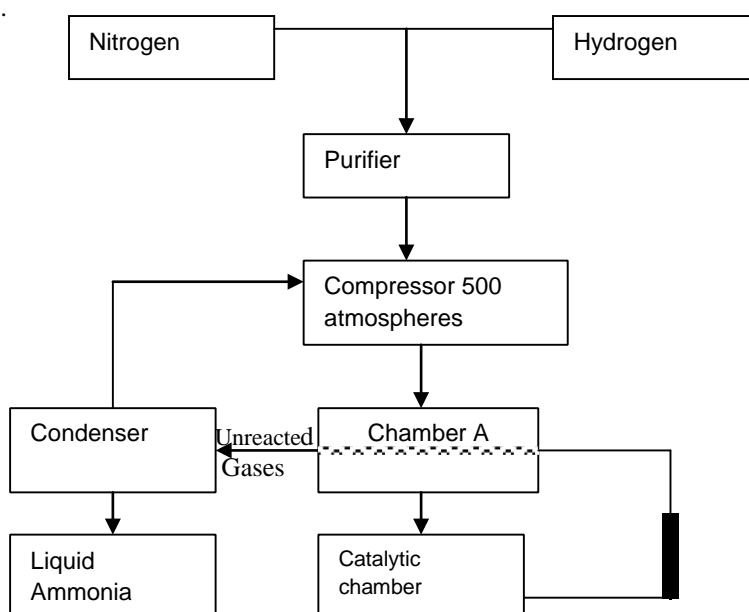 .
Nitrogen
Hydrogen
Purifier
Compressor 500
atmospheres
Condenser
Unreacted
Gases
Chamber A
Liquid
Ammonia
Catalytic
chamber